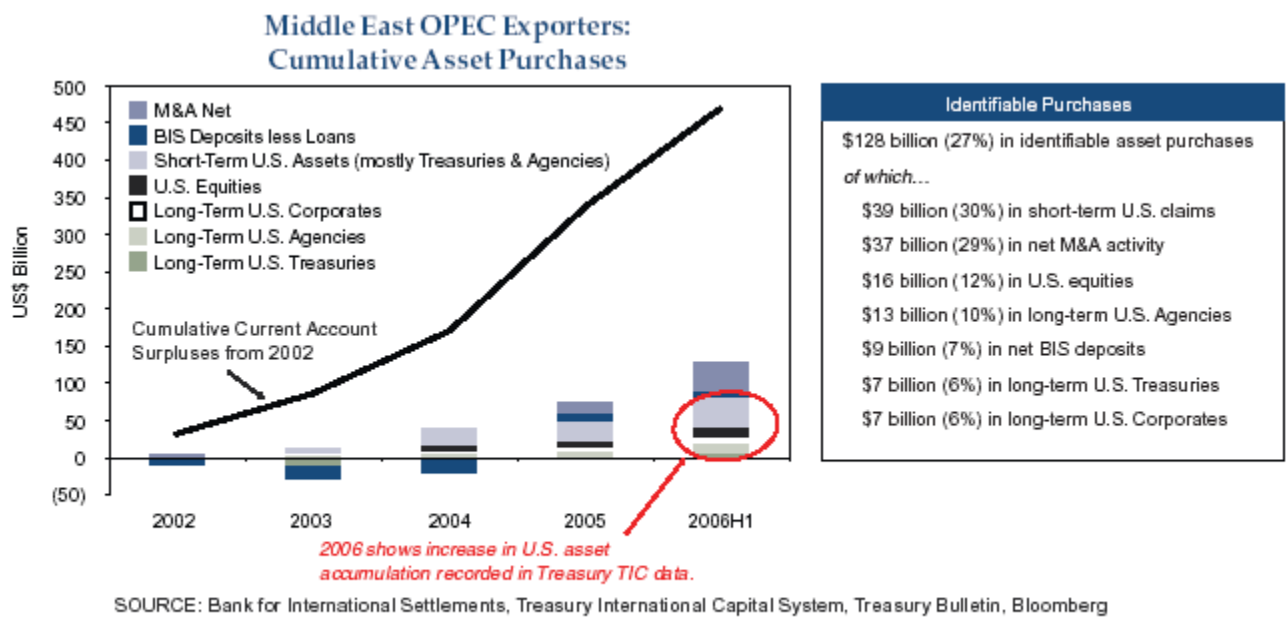 Middle East OPEC Exporters:
Cumulative Asset Purchases
US$ Billion
500
450
400
350
300
250
200
150
100
50
0
(50)
M&A Net
BIS Deposits less Loans
Short-Term U.S. Assets (mostly Treasuries & Agencies)
U.S. Equities
Long-Term U.S. Corporates
Long-Term U.S. Agencies
Long-Term U.S. Treasuries
Cumulative Current Account
Surpluses from 2002
2002 2003 2004 2005 2006H1
2006 shows increase in U.S. asset
accumulation recorded in Treasury TIC data.
Identifiable Purchases
$128 billion (27%) in identifiable asset purchases
of which...
$39 billion (30%) in short-term U.S. claims
$37 billion (29%) in net M&A activity
$16 billion (12%) in U.S. equities
$13 billion (10%) in long-term U.S. Agencies
$9 billion (7%) in net BIS deposits
$7 billion (6%) in long-term U.S. Treasuries
$7 billion (6%) in long-term U.S. Corporates
SOURCE: Bank for International Settlements, Treasury International Capital System, Treasury Bulletin, Bloomberg